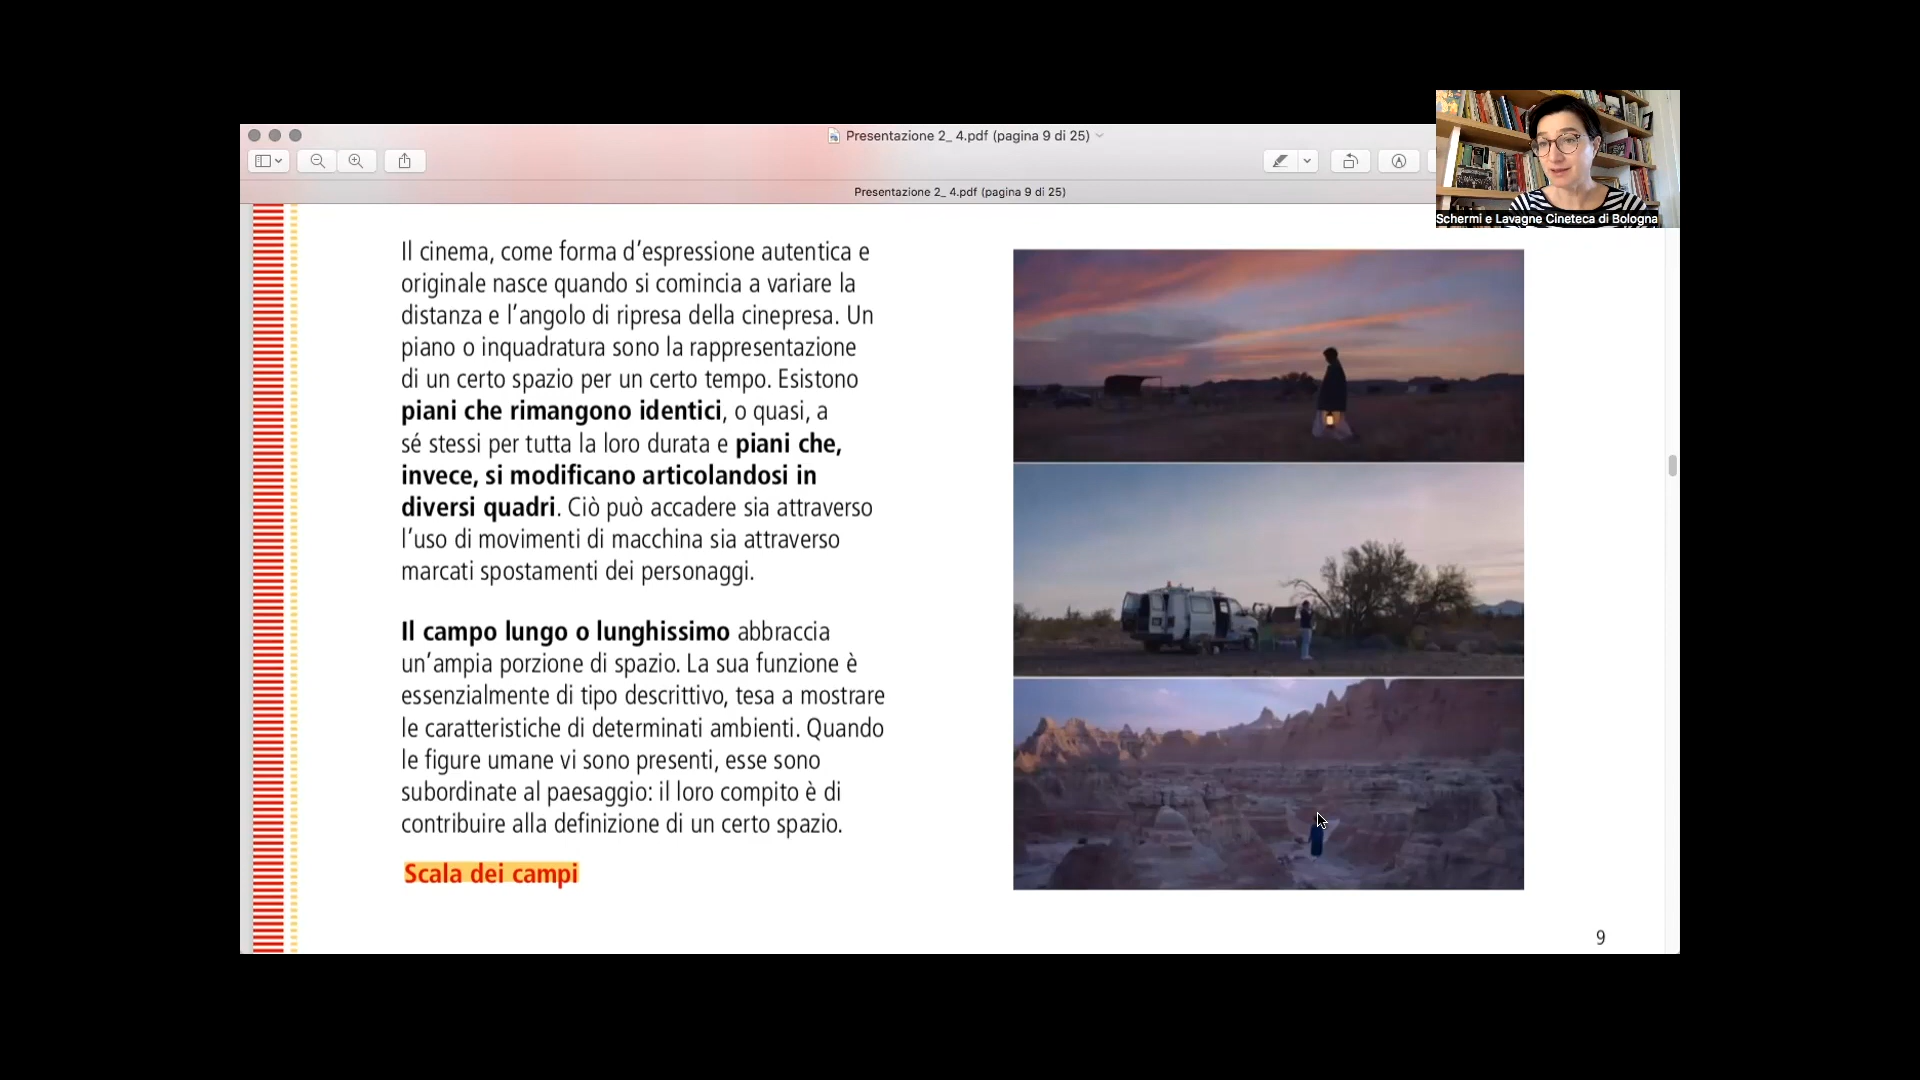 Presentazione 2_ 4.pdf (pagina 9 di 25)
Presentazione 2_ 4.pdf (pagina 9 di 25)
Schermi e Lavagne Cineteca di Bologna
Il cinema, come forma d'espressione autentica e
originale nasce quando si comincia a variare la
distanza e l'angolo di ripresa della cinepresa. Un
piano o inquadratura sono la rappresentazione
di un certo spazio per un certo tempo. Esistono
piani che rimangono identici, o quasi, a
sé stessi per tutta la loro durata e piani che,
invece, si modificano articolandosi in
diversi quadri. Ciò può accadere sia attraverso
l'uso di movimenti di macchina sia attraverso
marcati spostamenti dei personaggi.
Il campo lungo o lunghissimo abbraccia
un'ampia porzione di spazio. La sua funzione è
essenzialmente di tipo descrittivo, tesa a mostrare
le caratteristiche di determinati ambienti. Quando
le figure umane vi sono presenti, esse sono
subordinate al paesaggio: il loro compito è di
contribuire alla definizione di un certo spazio.
Scala dei campi
9